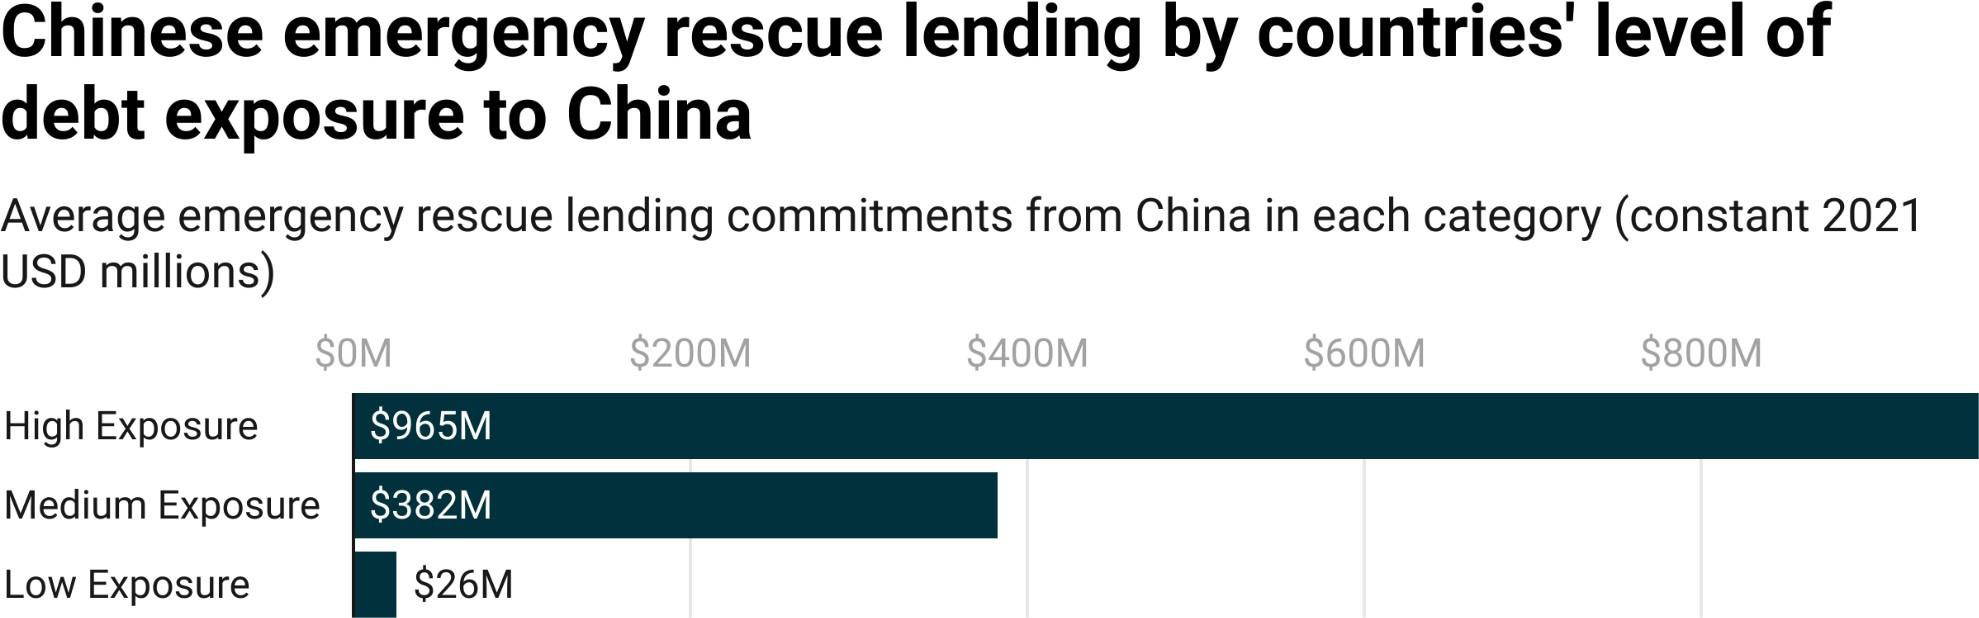 Chinese emergency rescue lending by countries' level of
debt exposure to China
Average emergency rescue lending commitments from China in each category (constant 2021
USD millions)
$0M $200M $400M $600M $800M
High Exposure $965M
Medium Exposure $382M
Low Exposure $26M